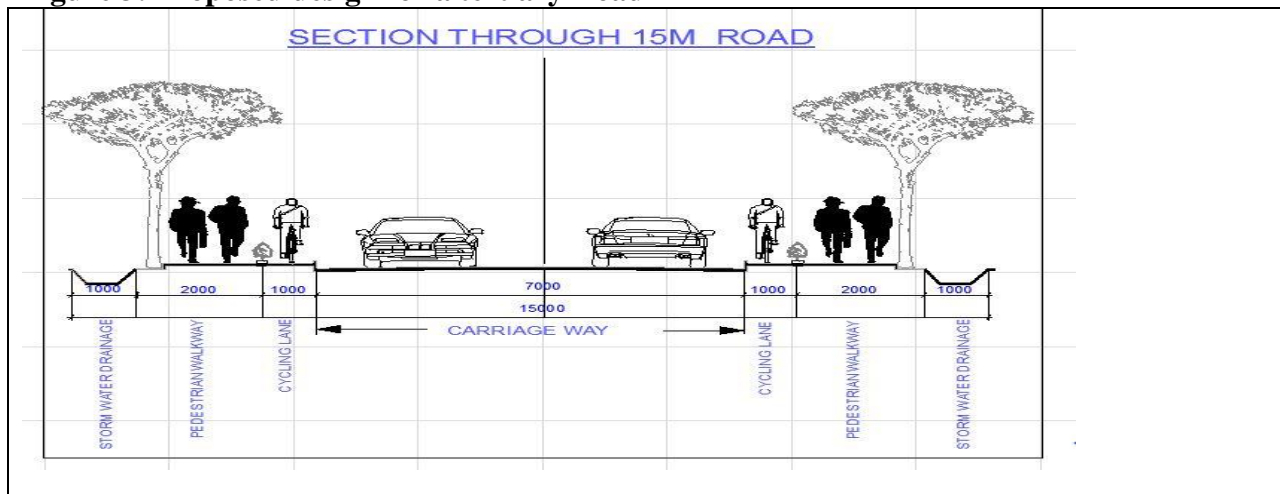 SECTION THROUGH 15M ROAD
1000 2000 1000 7000 1000 2000 1000
15000
CARRIAGE WAY
STORM WATER DRAINAGE
PEDESTRIAN WALKWAY
CYCLING LANE
CYCLING LANE
PEDESTRIAN WALKWAY
STORM WATER DRAINAGE